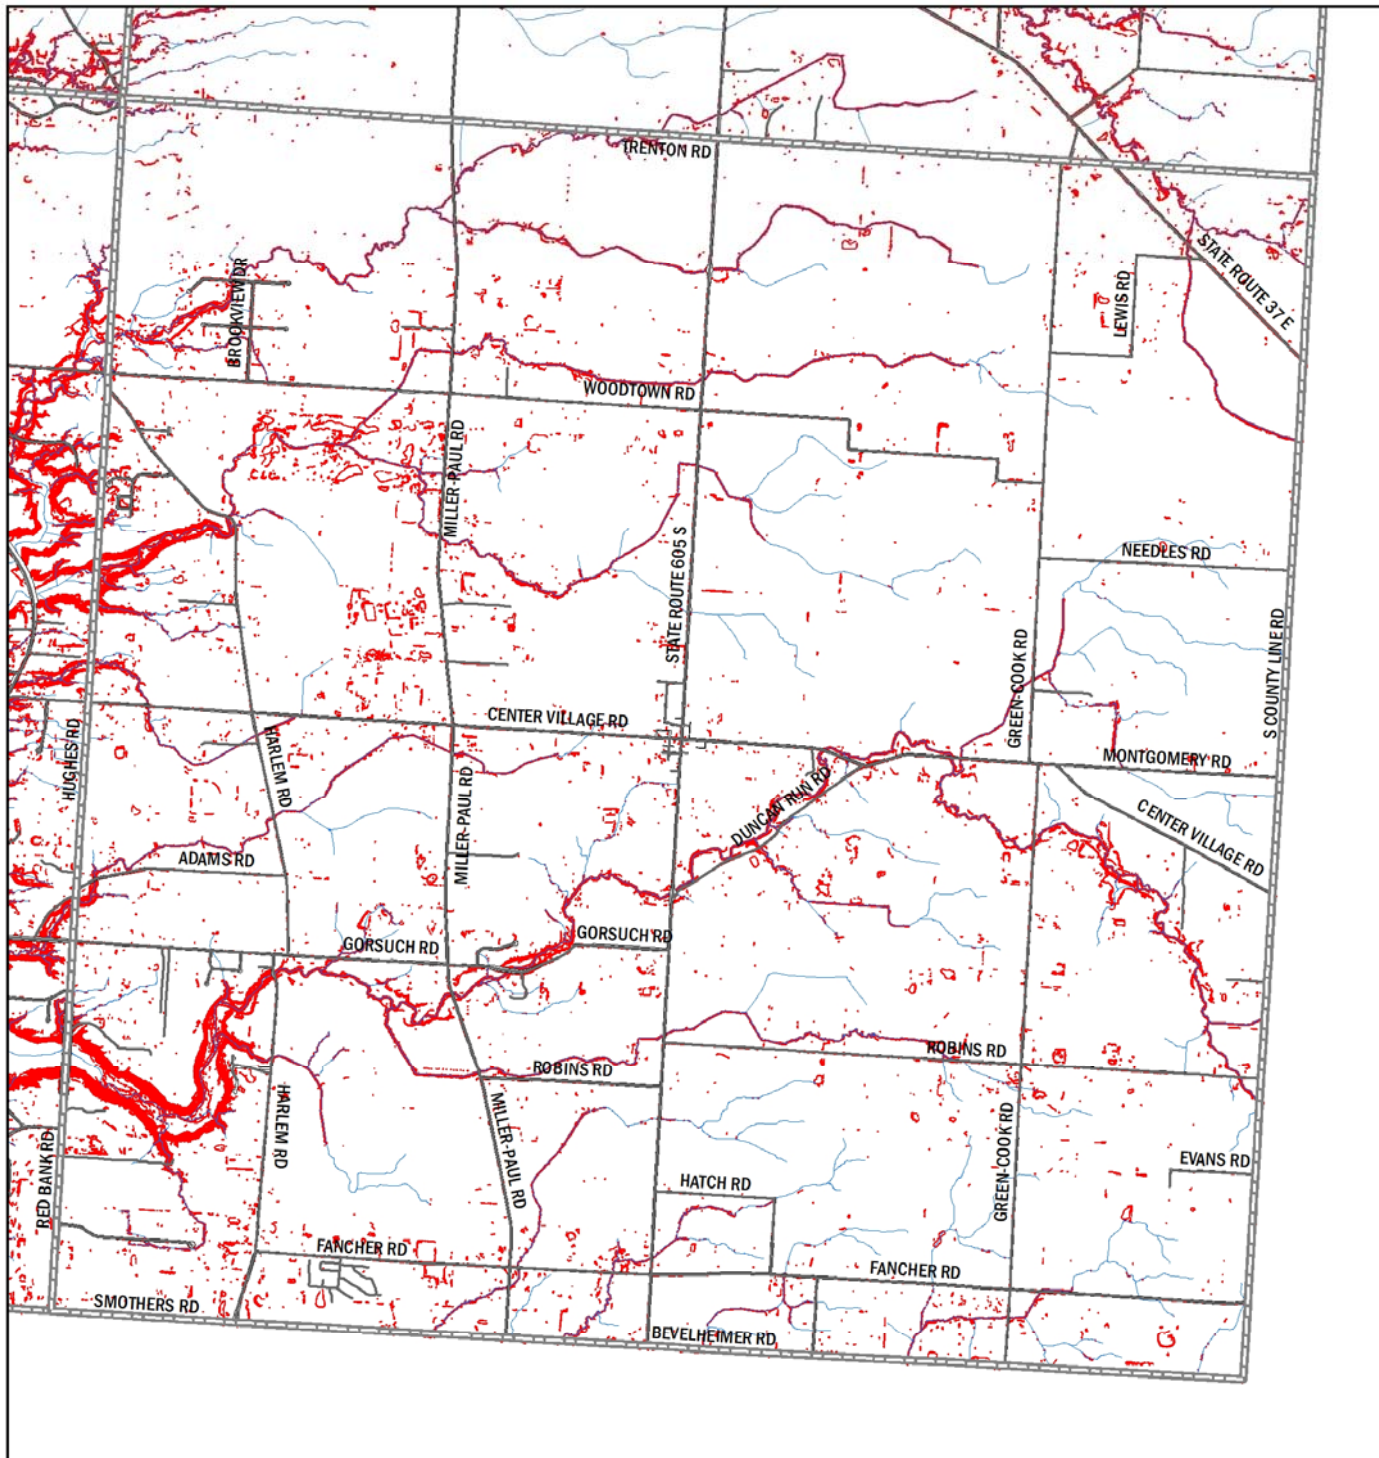 TRENTON RD
STATE ROUTE 37 E
BROOKVIEW DR
LEWIS RD
WOODTOWN RD
MILLER-PAUL RD
NEEDLES RD
STATE ROUTE 605 S
GREEN-COOK RD
S COUNTY LINE RD
CENTER VILLAGE RD
HUGHES RD
HARLEM RD
MONTGOMERY RD
MILLER-PAUL RD
DUNCAN RUN RD
CENTER VILLAGE RD
ADAMS RD
GORSUCH RD
GORSUCH RD
ROBINS RD
ROBINS RD
HARLEM RD
MILLER-PAUL RD
GREEN-COOK RD
RED BANK RD
EVANS RD
HATCH RD
FANCHER RD
FANCHER RD
SMOTHERS RD
BEVELHEIMER RD